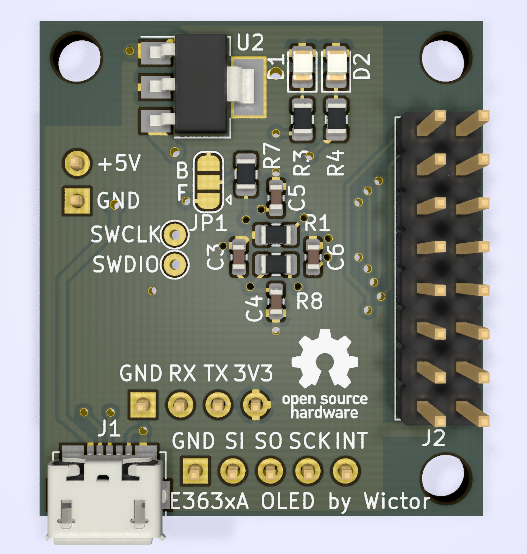 U2
D1
D2
R7
R3
R4
+5V
B
F
GND
C5
JP1
R1
SWCLK
C3
C6
SWDIO
C4
R8
GND RX TX 3V3
open source
hardware
J1
J2
GND SI SO SCK INT
E363xA OLED by Wictor